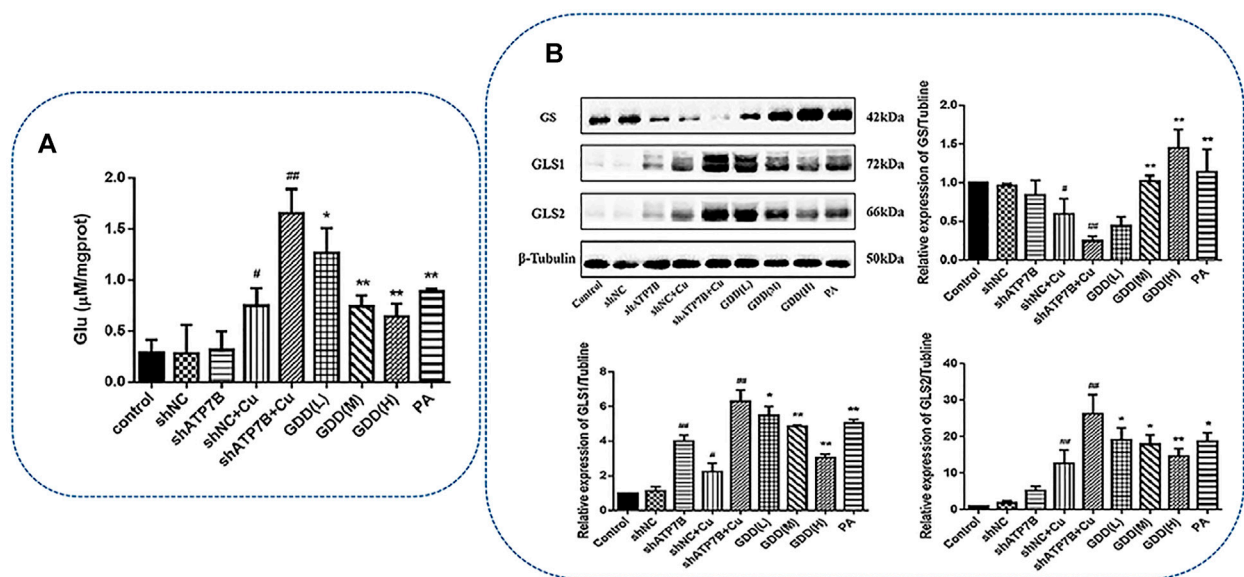 A
Glu (μM/mgprot)
2.0
1.5
1.0
0.5
0.0
#
##
*
**
**
**
control
shNC
shATP7B
shNC+Cu
shATP7B+Cu
GDD(L)
GDD(M)
GDD(H)
PA
B
GS 42kDa
GLS1 72kDa
GLS2 66kDa
β-Tubulin 50kDa
Control
shNC
shATP7B
shNC+Cu
shATP7B+Cu
GDD(L)
GDD(M)
GDD(H)
PA
Relative expression of GS/Tubline
2.0
1.5
1.0
0.5
0.0
#
##
**
**
**
Control
shNC
shATP7B
shNC+Cu
shATP7B+Cu
GDD(L)
GDD(M)
GDD(H)
PA
Relative expression of GLS1/Tubline
8
6
4
2
0
##
#
##
*
**
**
**
Control
shNC
shATP7B
shNC+Cu
shATP7B+Cu
GDD(L)
GDD(M)
GDD(H)
PA
Relative expression of GLS2/Tubline
40
30
20
10
0
##
##
*
*
**
*
Control
shNC
shATP7B
shNC+Cu
shATP7B+Cu
GDD(L)
GDD(M)
GDD(H)
PA